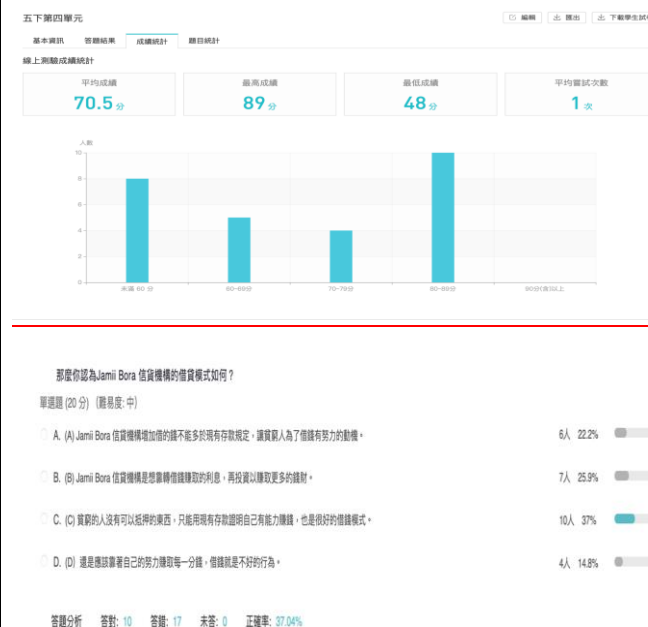 五下第四單元
編輯 匯出 下載學生試
基本資訊 答題結果 成績統計 題目統計
線上測驗成績統計
平均成績 最高成績 最低成績 平均嘗試次數
70.5 分 89 分 48 分 1 次
人數
10
8
6
4
2
0
未滿 60 分 60-69分 70-79分 80-89分 90分(含)以上
那麼你認為Jamii Bora 信貸機構的借貸模式如何？
單選題 (20 分) (難易度: 中)
A. (A) Jamii Bora 信貸機構增加借的錢不能多於現有存款規定，讓貧窮人為了借錢有努力的動機。 6人 22.2%
B. (B) Jamii Bora 信貸機構是想靠轉借錢賺取的利息，再投資以賺取更多的錢財。 7人 25.9%
C. (C) 貧窮的人沒有可以抵押的東西，只能用現有存款證明自己有能力賺錢，也是很好的借錢模式。 10人 37%
D. (D) 還是應該靠著自己的努力賺取每一分錢，借錢就是不好的行為。 4人 14.8%
答題分析 答對: 10 答錯: 17 未答: 0 正確率: 37.04%